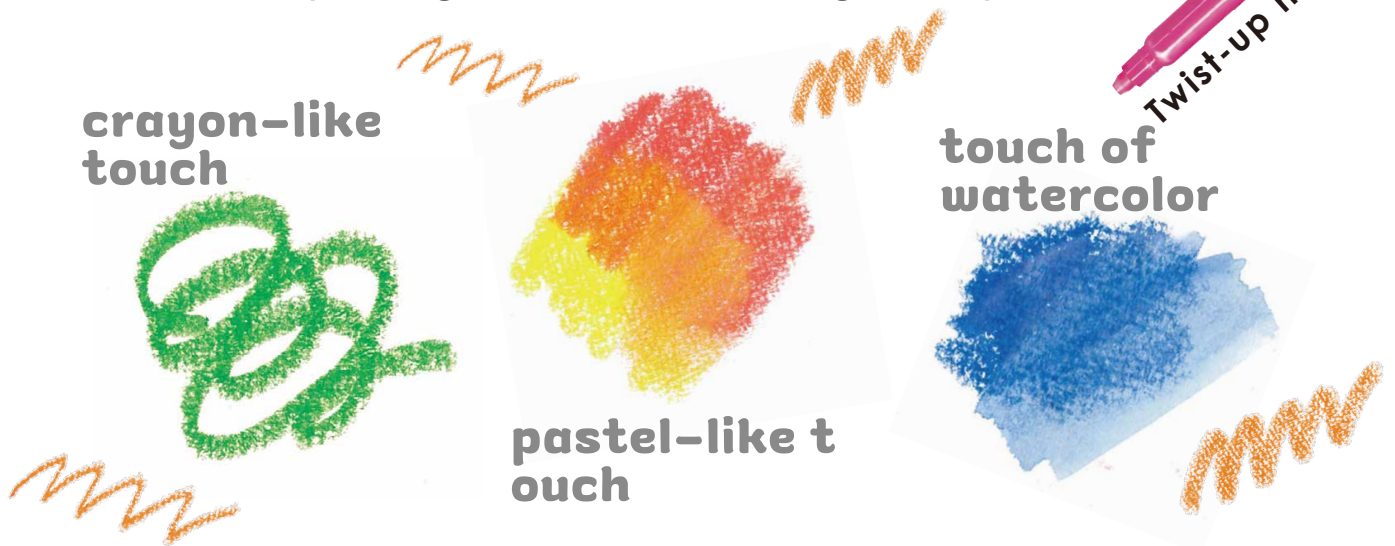 Twist-up
crayon-like
touch
touch of
watercolor
pastel-like t
ouch